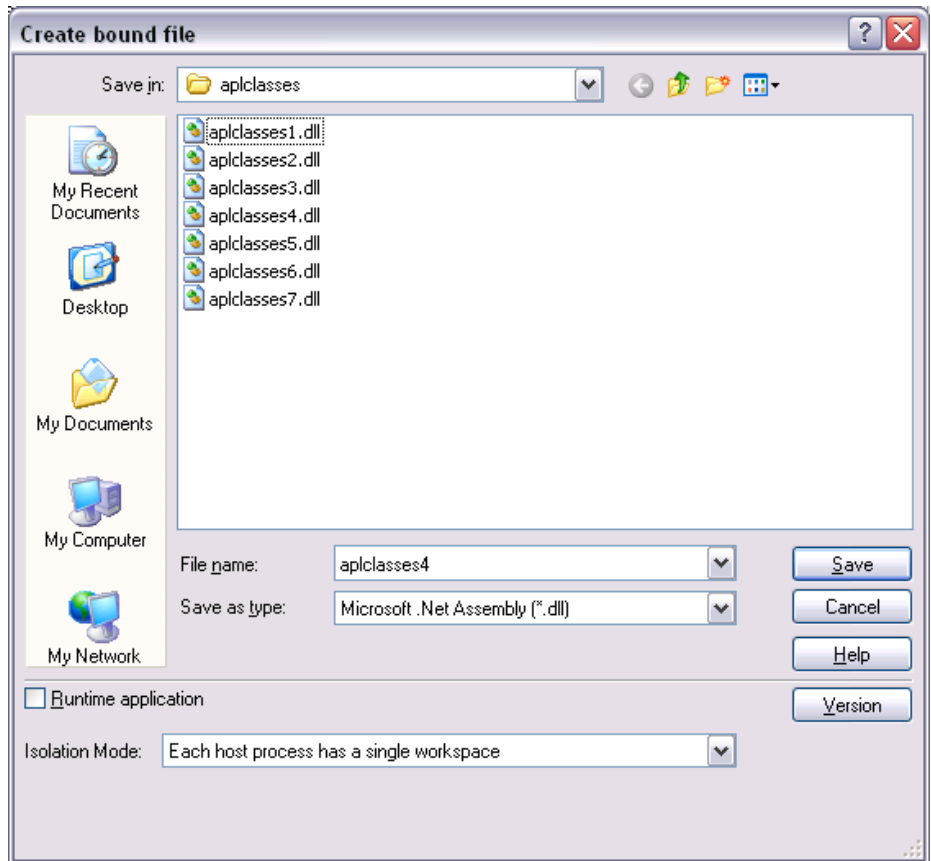 Create bound file
Save in: aplclasses
aplclasses1.dll
aplclasses2.dll
aplclasses3.dll
aplclasses4.dll
aplclasses5.dll
aplclasses6.dll
aplclasses7.dll
My Recent
Documents
Desktop
My Documents
My Computer
My Network
File name: aplclasses4 Save
Save as type: Microsoft .Net Assembly (*.dll) Cancel
Help
Runtime application Version
Isolation Mode: Each host process has a single workspace